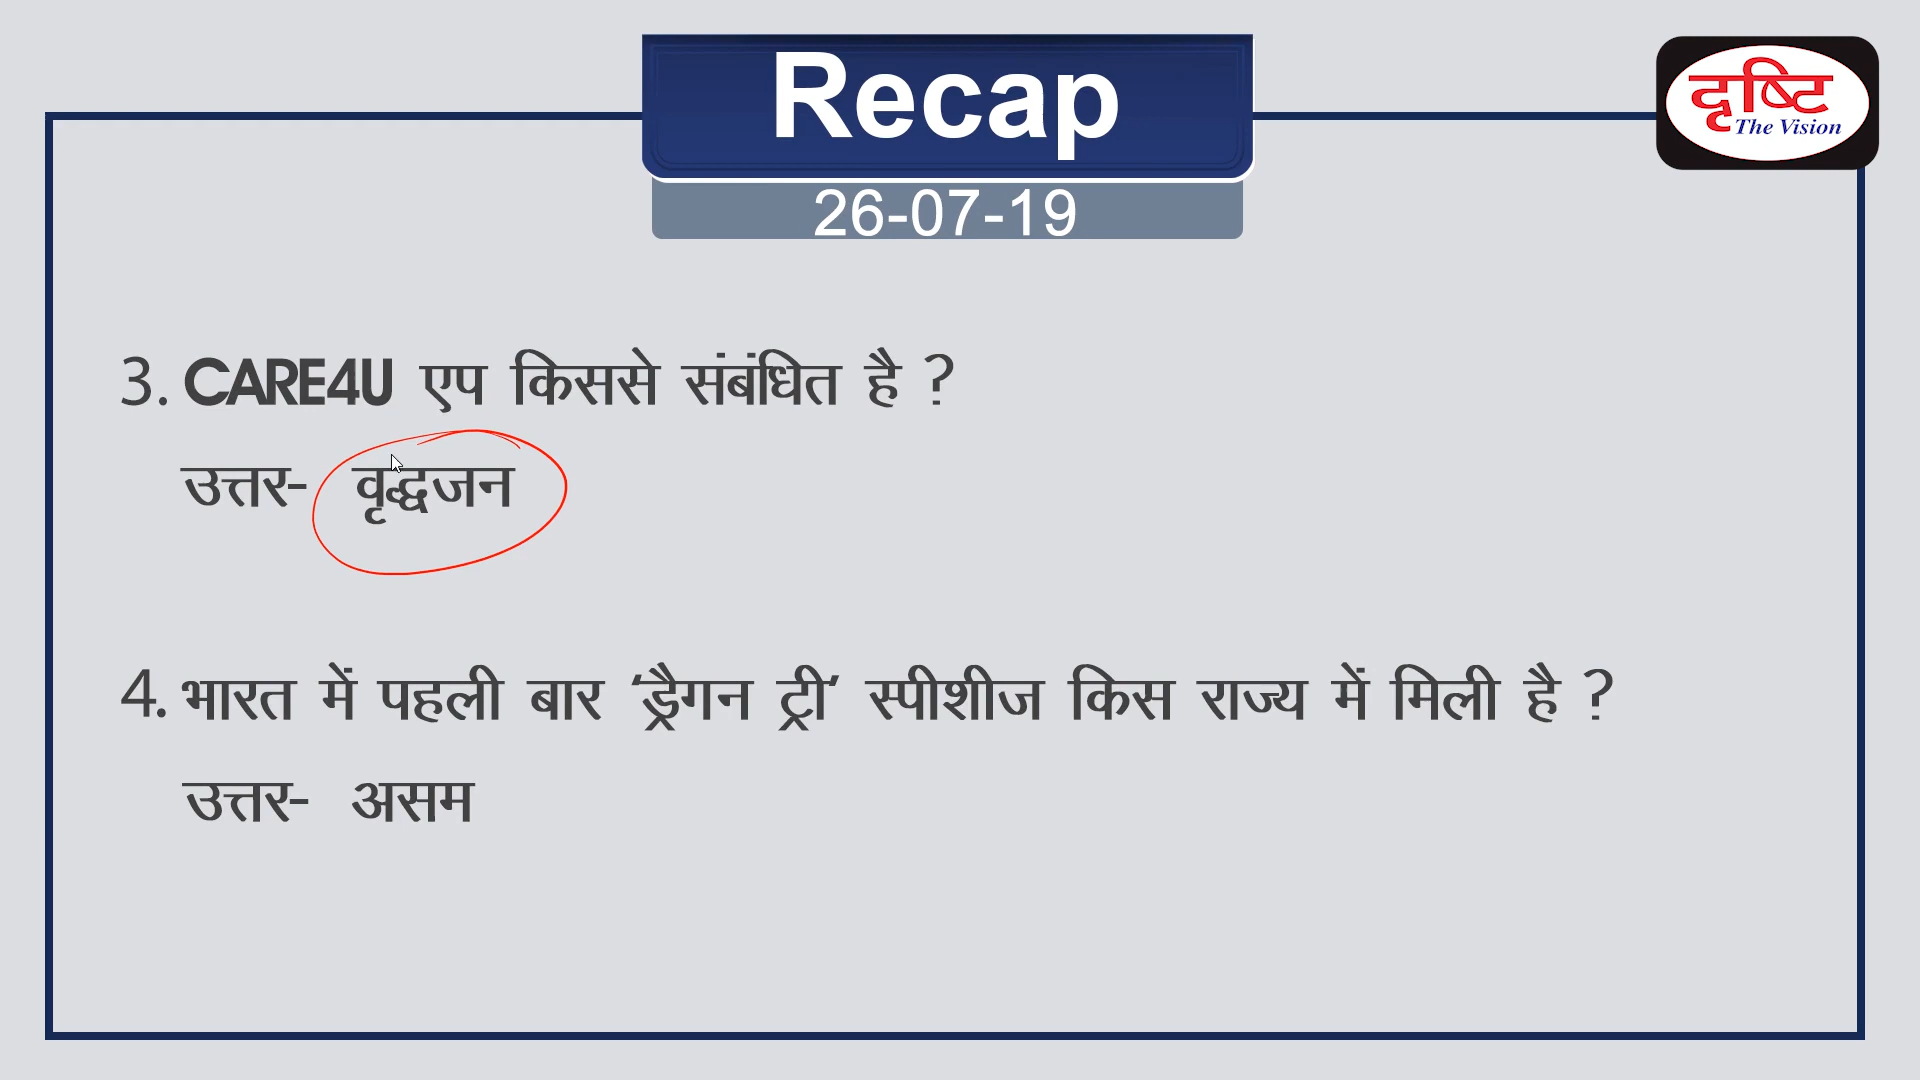 Recap
दृष्टि
The Vision
26-07-19
3. CARE4U एप किससे संबंधित है ?
उत्तर- वृद्धजन
4. भारत में पहली बार ‘ड्रैगन ट्री’ स्पीशीज किस राज्य में मिली है ?
उत्तर- असम